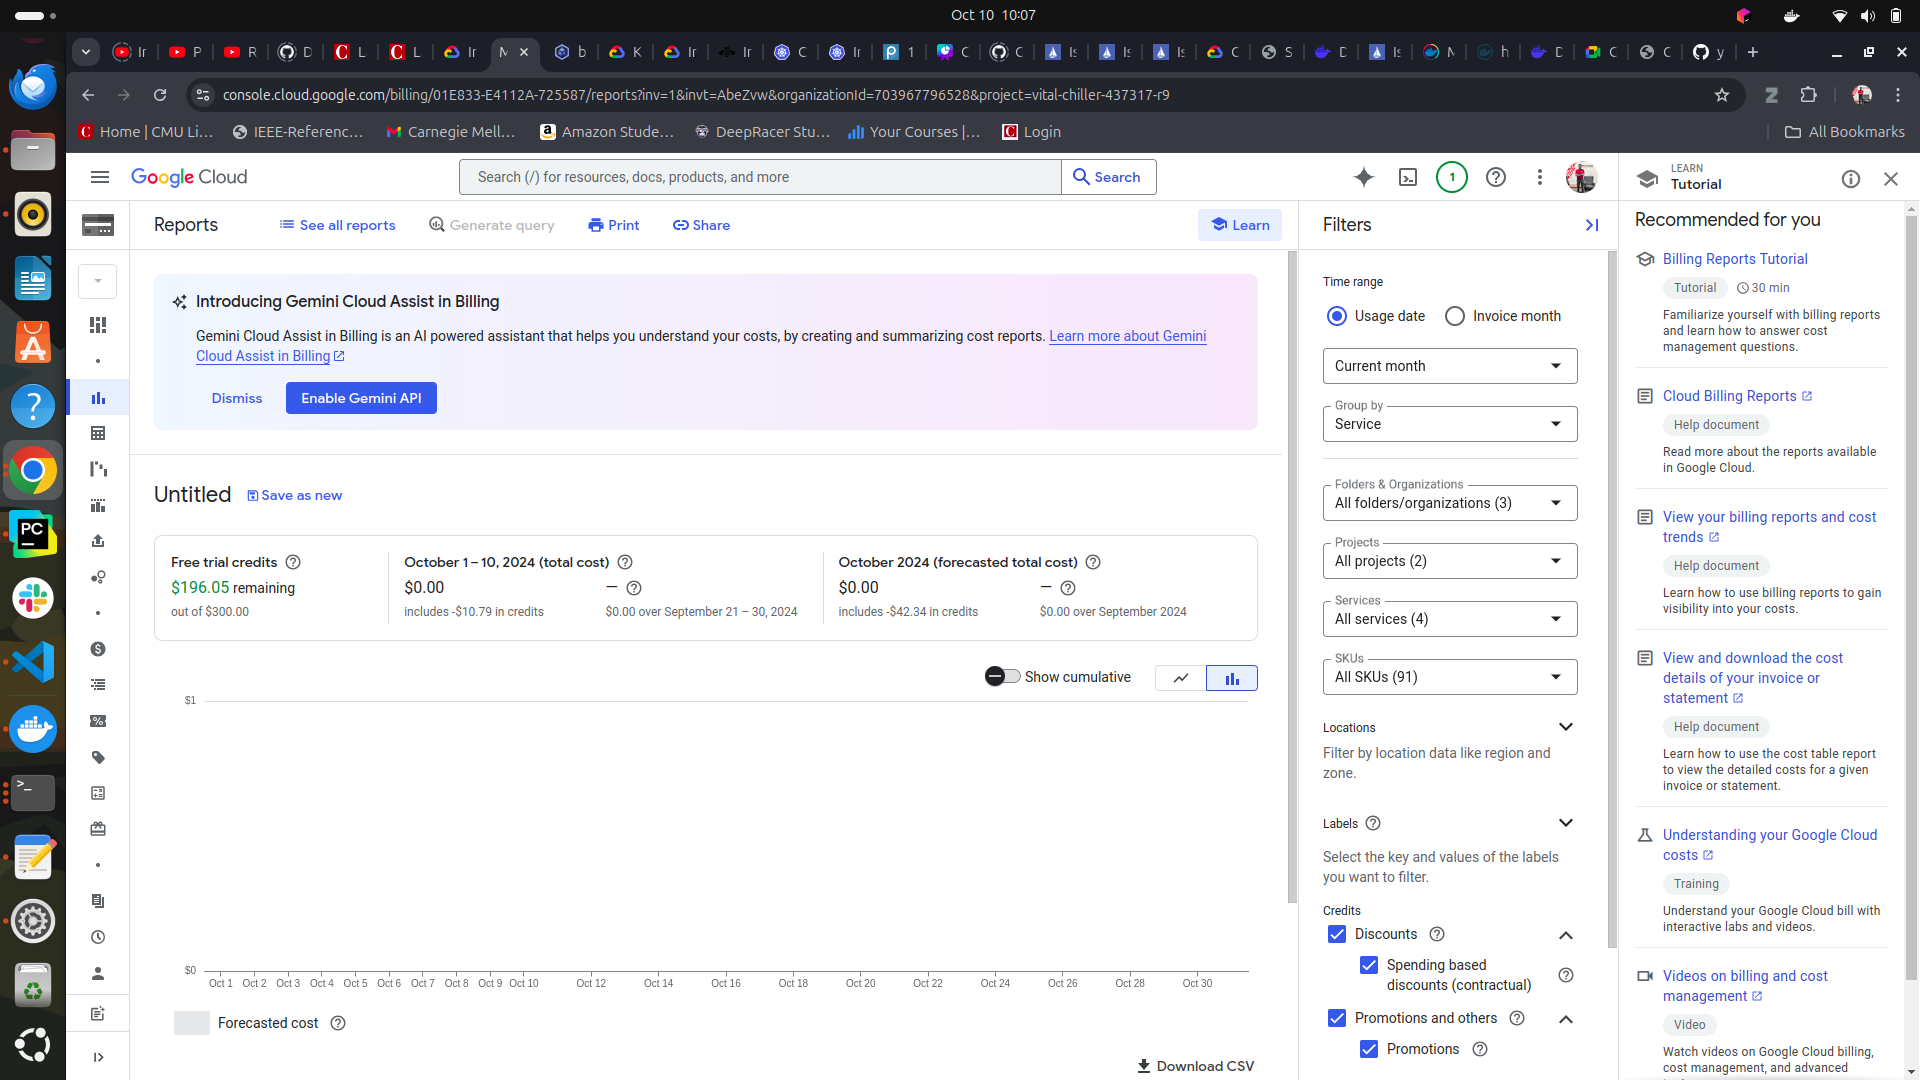 Oct 10 10:07
Ir
P
R
D
L
L
Ir
M
b
K
Ir
Ir
C
Ir
1
C
C
Is
Is
Is
C
S
D
Is
N
h
D
C
C
y
console.cloud.google.com/billing/01E833-E4112A-725587/reports?inv=1&invt=AbeZvw&organizationId=703967796528&project=vital-chiller-437317-r9
Home | CMU Li...
IEEE-Referenc...
Carnegie Mell...
Amazon Stude...
DeepRacer Stu...
Your Courses |...
Login
All Bookmarks
Google Cloud
Search (/) for resources, docs, products, and more
Search
1
LEARN
Tutorial
Reports
See all reports
Generate query
Print
Share
Learn
Introducing Gemini Cloud Assist in Billing
Gemini Cloud Assist in Billing is an AI powered assistant that helps you understand your costs, by creating and summarizing cost reports. Learn more about Gemini
Cloud Assist in Billing
Dismiss
Enable Gemini API
Untitled
Save as new
Free trial credits
$196.05 remaining
out of $300.00
October 1 – 10, 2024 (total cost)
$0.00
—
includes -$10.79 in credits
$0.00 over September 21 – 30, 2024
October 2024 (forecasted total cost)
$0.00
—
includes -$42.34 in credits
$0.00 over September 2024
Show cumulative
$1
$0
Oct 1
Oct 2
Oct 3
Oct 4
Oct 5
Oct 6
Oct 7
Oct 8
Oct 9
Oct 10
Oct 12
Oct 14
Oct 16
Oct 18
Oct 20
Oct 22
Oct 24
Oct 26
Oct 28
Oct 30
Forecasted cost
Download CSV
Filters
Time range
Usage date
Invoice month
Current month
Group by
Service
Folders & Organizations
All folders/organizations (3)
Projects
All projects (2)
Services
All services (4)
SKUs
All SKUs (91)
Locations
Filter by location data like region and
zone.
Labels
Select the key and values of the labels
you want to filter.
Credits
Discounts
Spending based
discounts (contractual)
Promotions and others
Promotions
Recommended for you
Billing Reports Tutorial
Tutorial
30 min
Familiarize yourself with billing reports
and learn how to answer cost
management questions.
Cloud Billing Reports
Help document
Read more about the reports available
in Google Cloud.
View your billing reports and cost
trends
Help document
Learn how to use billing reports to gain
visibility into your costs.
View and download the cost
details of your invoice or
statement
Help document
Learn how to use the cost table report
to view the detailed costs for a given
invoice or statement.
Understanding your Google Cloud
costs
Training
Understand your Google Cloud bill with
interactive labs and videos.
Videos on billing and cost
management
Video
Watch videos on Google Cloud billing,
cost management, and advanced
PC